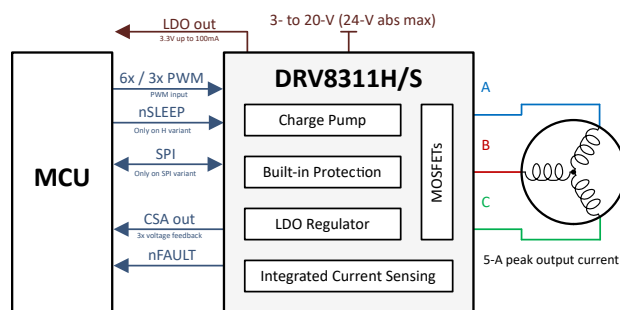 LDO out
3.3V up to 100mA
3- to 20-V (24-V abs max)
MCU
6x / 3x PWM
PWM input
nSLEEP
Only on H variant
SPI
Only on SPI variant
CSA out
3x voltage feedback
nFAULT
DRV8311H/S
Charge Pump
Built-in Protection
LDO Regulator
Integrated Current Sensing
MOSFETs
A
B
C
5-A peak output current